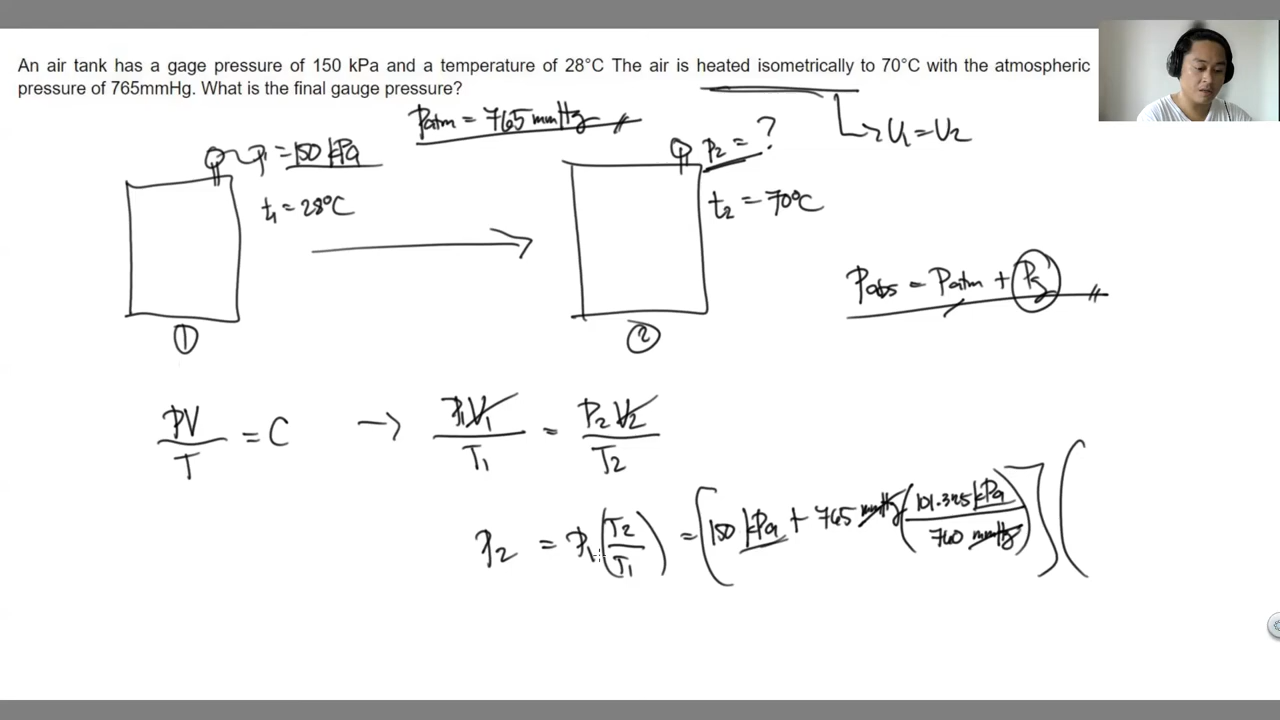 An air tank has a gage pressure of 150 kPa and a temperature of 28°C The air is heated isometrically to 70°C with the atmospheric
pressure of 765mmHg. What is the final gauge pressure?
Patm = 765 mmHg
P1 = 150 kPa
P2 = ?
V1 = V2
t1 = 28°C
t2 = 70°C
Pabs = Patm + Pg
1
2
PV/T = C → P1V1/T1 = P2V2/T2
P2 = P1(T2/T1) = [150 kPa + 765 mmHg(101.325 kPa/760 mmHg)](